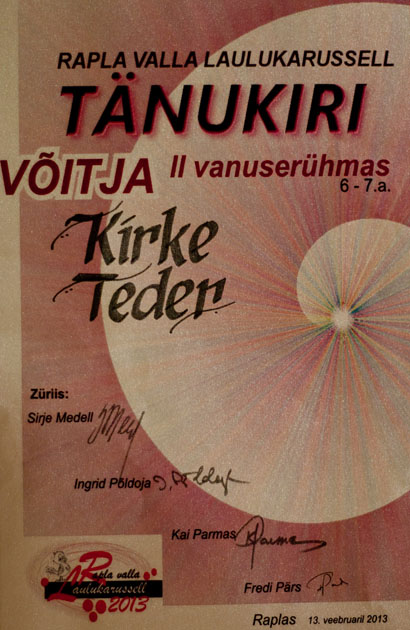 RAPLA VALLA LAULUKARUSSELL
TÄNUKIRI
VÕITJA II vanuserühmas
6 - 7.a.
Kirke
Teder
Züriis:
Sirje Medell
Ingrid Põldoja
Kai Parmas
Fredi Pärs
Rapla valla
Laulukarussell
2013
Raplas 13. veebruaril 2013